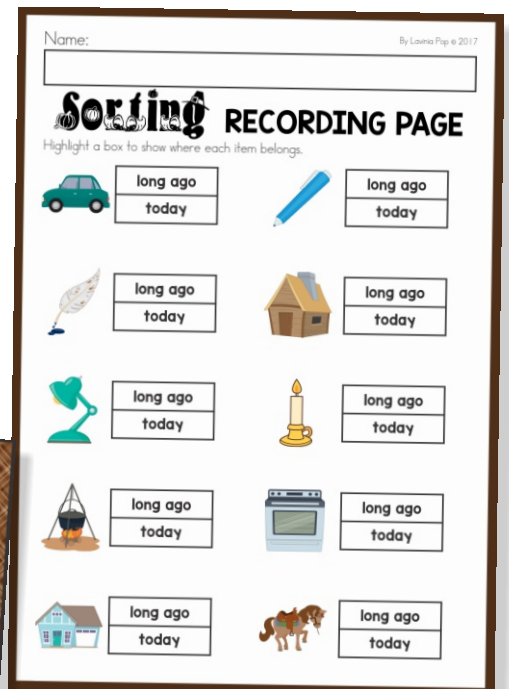 Name:
By Lavinia Pop © 2017
Sorting RECORDING PAGE
Highlight a box to show where each item belongs.
long ago
today
long ago
today
long ago
today
long ago
today
long ago
today
long ago
today
long ago
today
long ago
today
long ago
today
long ago
today